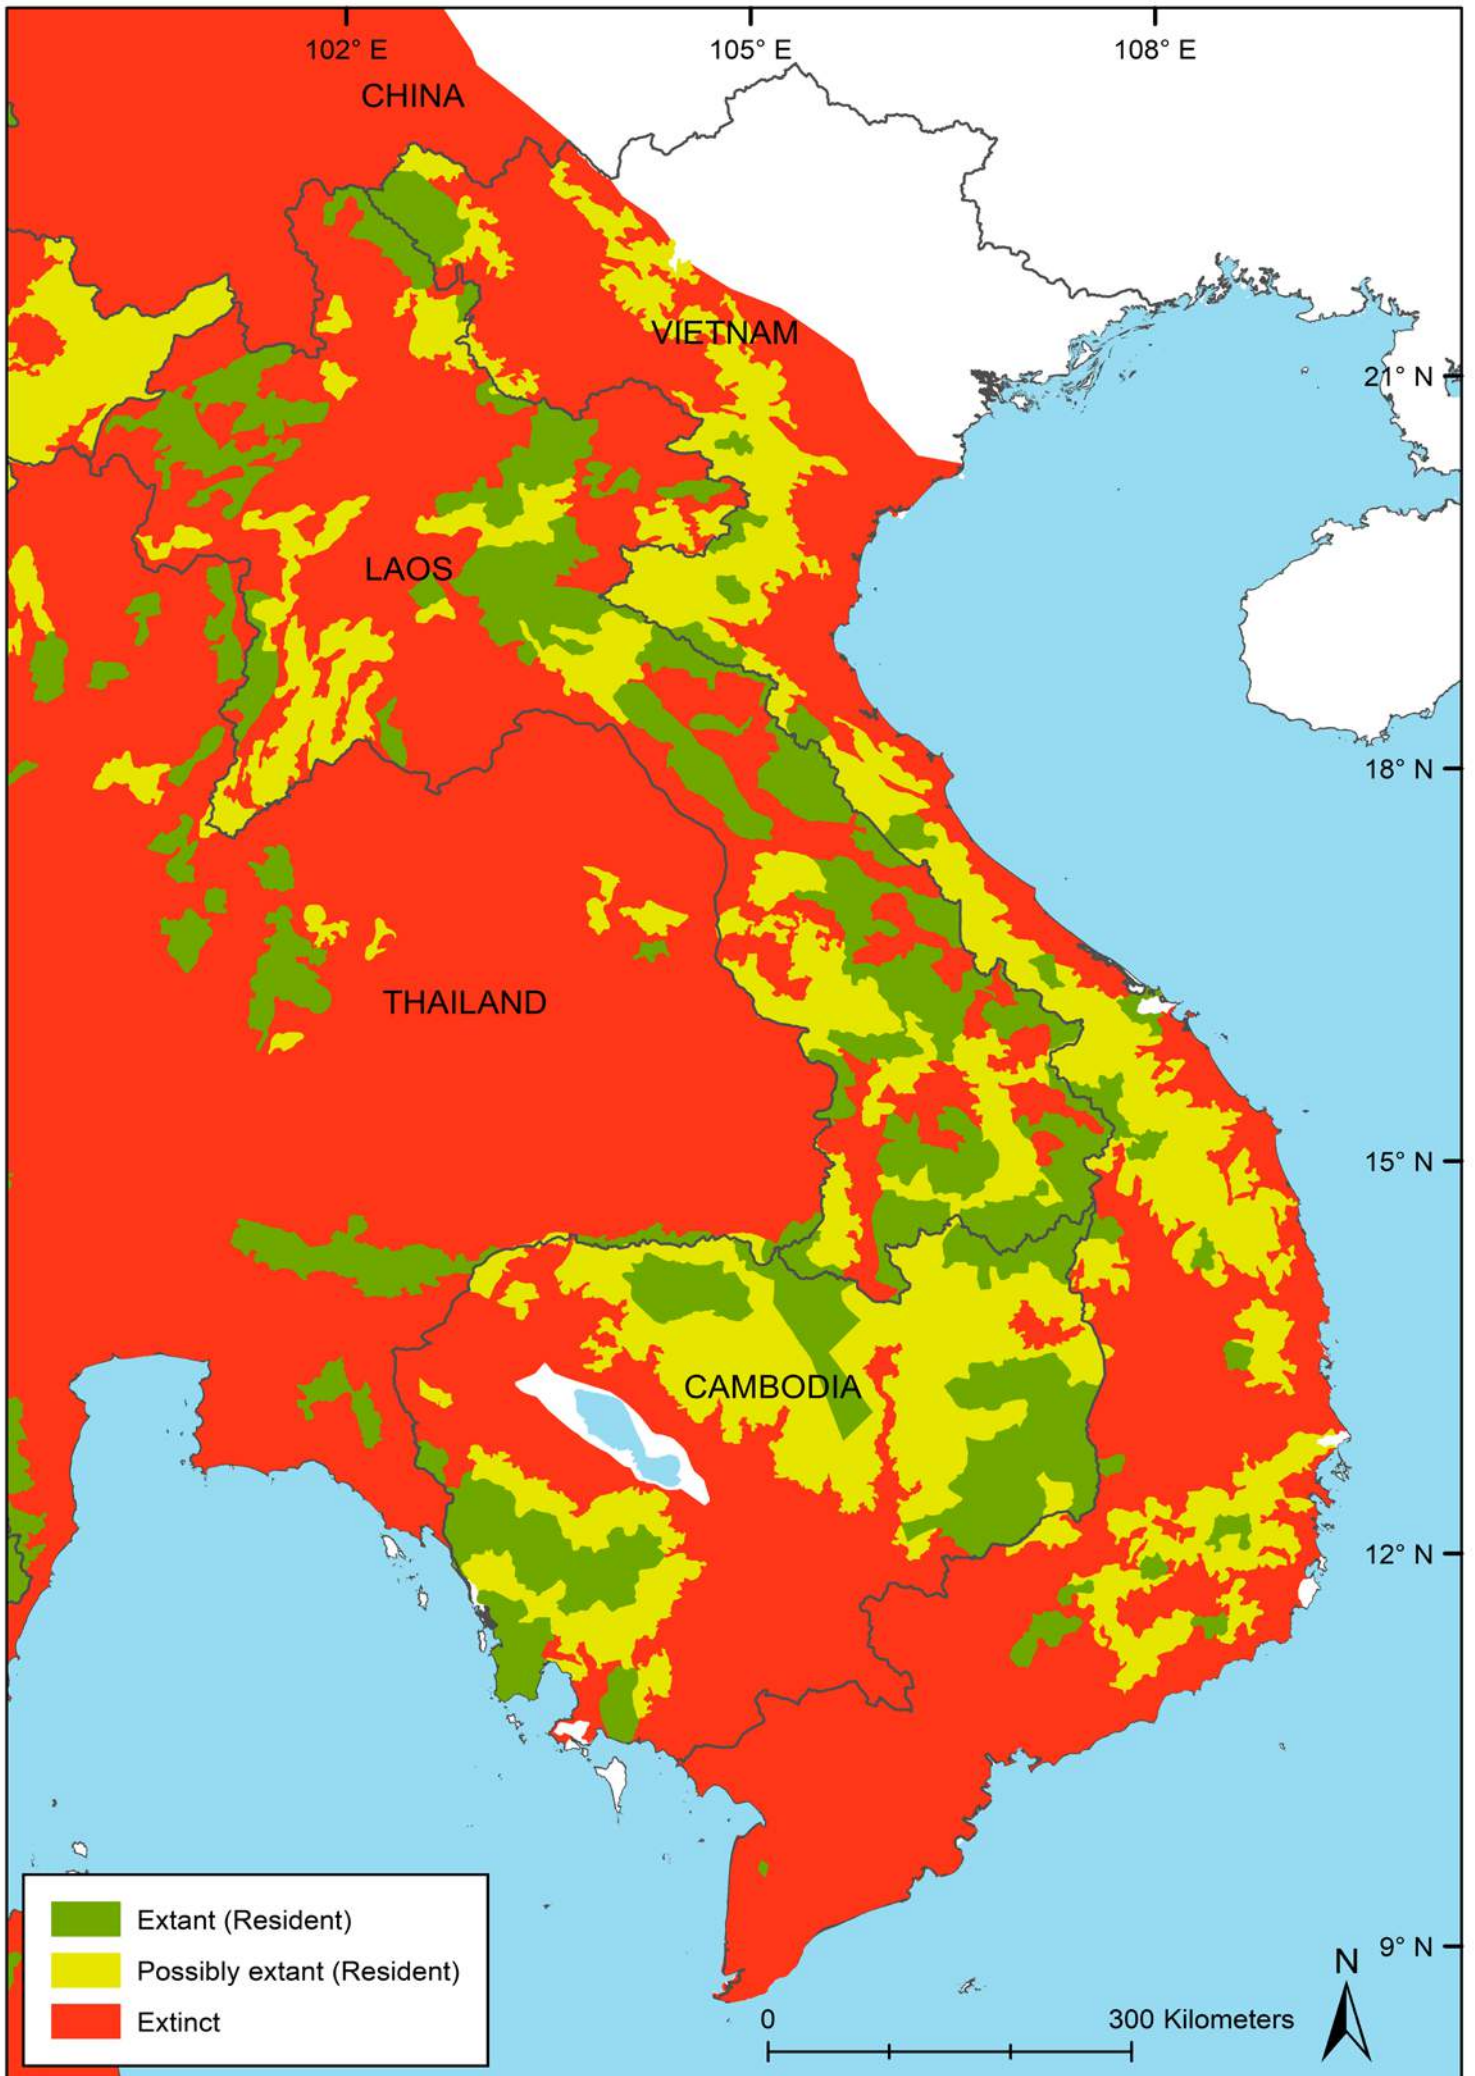 102° E
105° E
108° E
CHINA
VIETNAM
21° N
LAOS
18° N
THAILAND
15° N
CAMBODIA
12° N
Extant (Resident)
Possibly extant (Resident)
Extinct
9° N
N
0
300 Kilometers